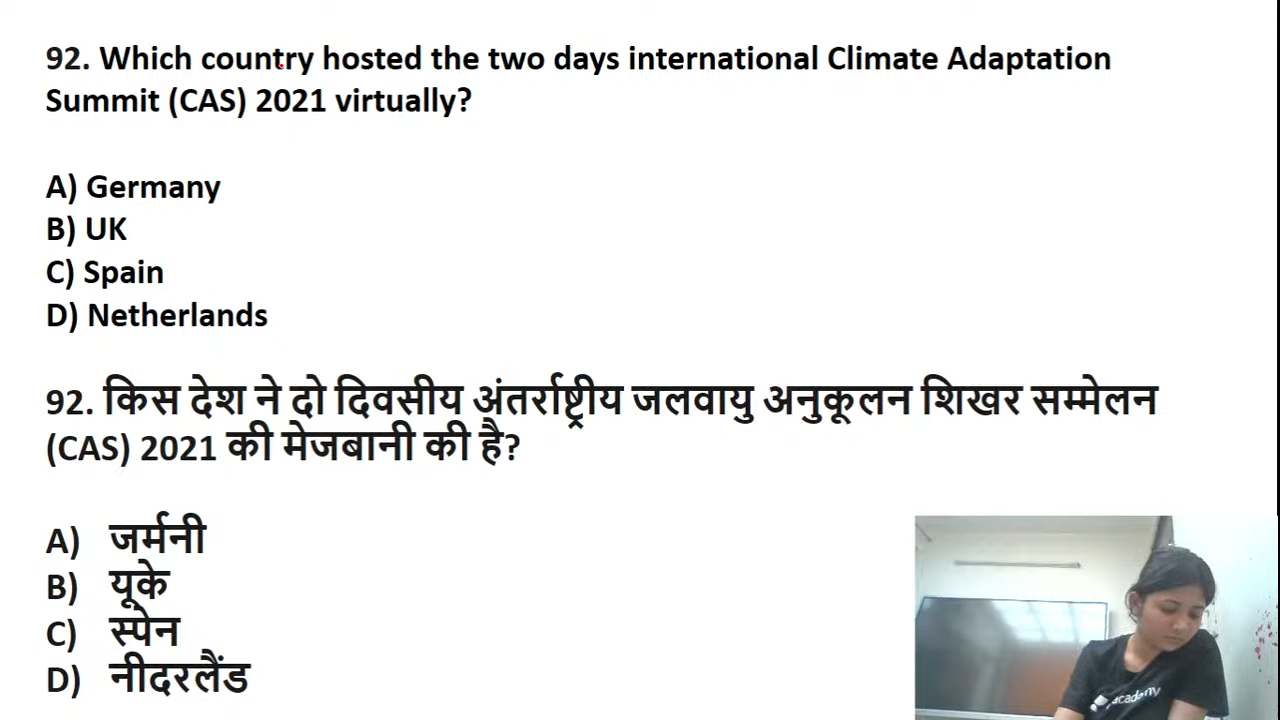 92. Which country hosted the two days international Climate Adaptation
Summit (CAS) 2021 virtually?
A) Germany
B) UK
C) Spain
D) Netherlands
92. किस देश ने दो दिवसीय अंतर्राष्ट्रीय जलवायु अनुकूलन शिखर सम्मेलन
(CAS) 2021 की मेजबानी की है?
A) जर्मनी
B) यूके
C) स्पेन
D) नीदरलैंड
acadany